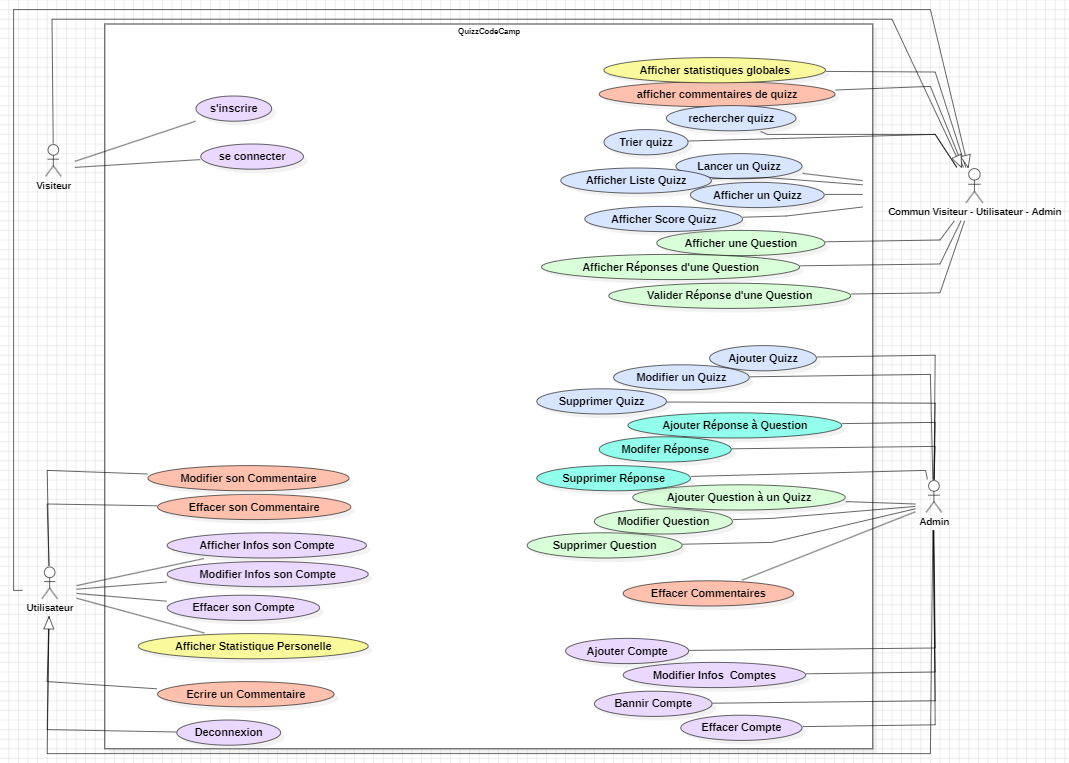 QuizzCodeCamp
Afficher statistiques globales
afficher commentaires de quizz
s'inscrire
rechercher quizz
Trier quizz
se connecter
Lancer un Quizz
Afficher Liste Quizz
Visiteur
Afficher un Quizz
Commun Visiteur - Utilisateur - Admin
Afficher Score Quizz
Afficher une Question
Afficher Réponses d'une Question
Valider Réponse d'une Question
Ajouter Quizz
Modifier un Quizz
Supprimer Quizz
Ajouter Réponse à Question
Modifer Réponse
Modifier son Commentaire
Supprimer Réponse
Ajouter Question à un Quizz
Effacer son Commentaire
Modifier Question
Admin
Afficher Infos son Compte
Supprimer Question
Modifier Infos son Compte
Effacer Commentaires
Utilisateur
Effacer son Compte
Afficher Statistique Personelle
Ajouter Compte
Modifier Infos  Comptes
Ecrire un Commentaire
Bannir Compte
Effacer Compte
Deconnexion